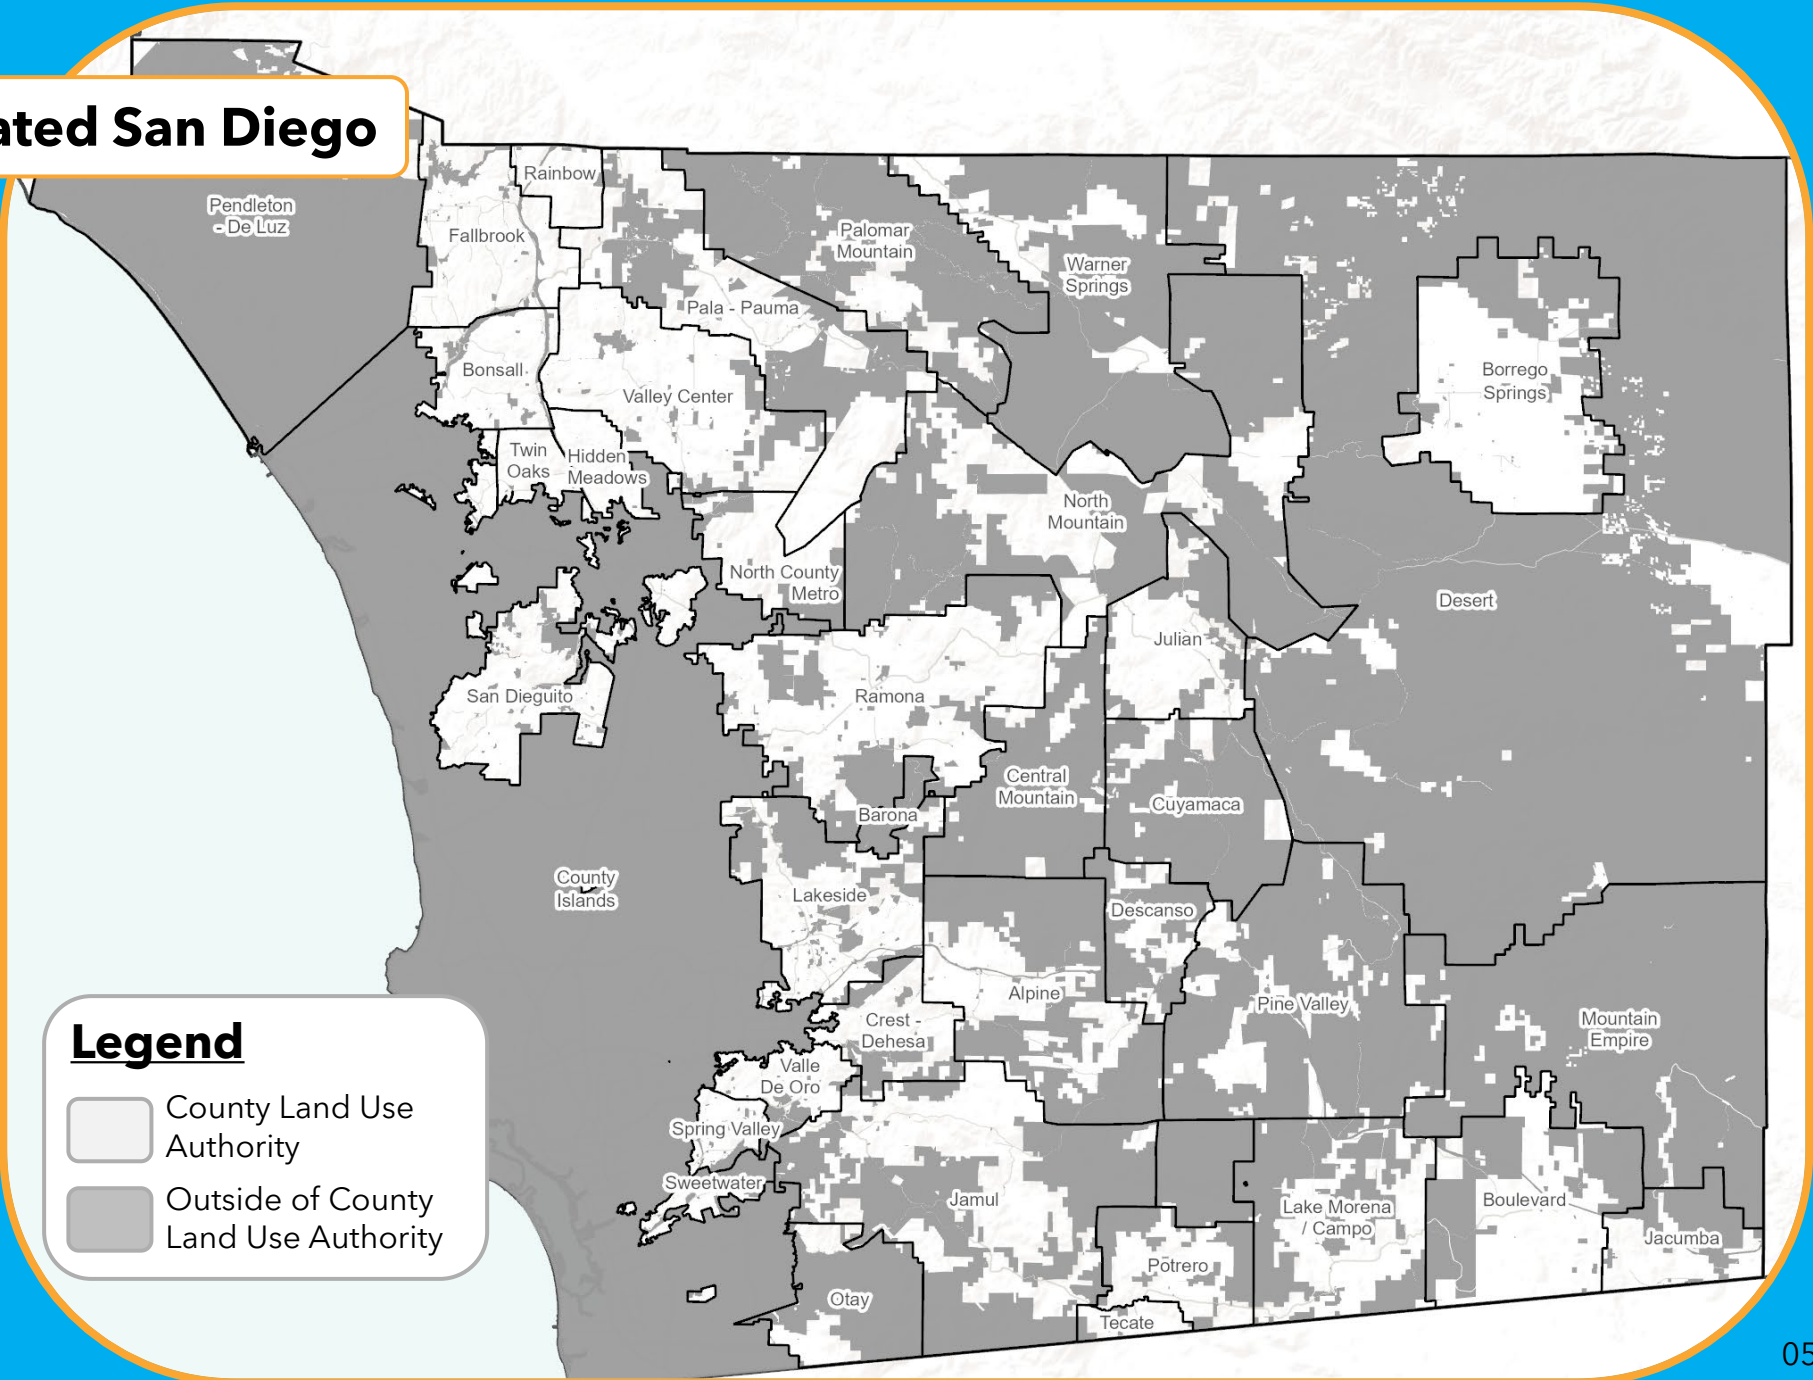 ated San Diego
Pendleton
- De Luz
Rainbow
Fallbrook
Palomar
Mountain
Warner
Springs
Pala - Pauma
Bonsall
Valley Center
Borrego
Springs
Twin
Oaks
Hidden
Meadows
North
Mountain
North County
Metro
Desert
Julian
San Dieguito
Ramona
Central
Mountain
Cuyamaca
Barona
County
Islands
Lakeside
Descanso
Alpine
Pine Valley
Crest -
Dehesa
Mountain
Empire
Valle
De Oro
Spring Valley
Sweetwater
Jamul
Lake Morena
/ Campo
Boulevard
Jacumba
Potrero
Otay
Tecate
Legend
County Land Use
Authority
Outside of County
Land Use Authority
05